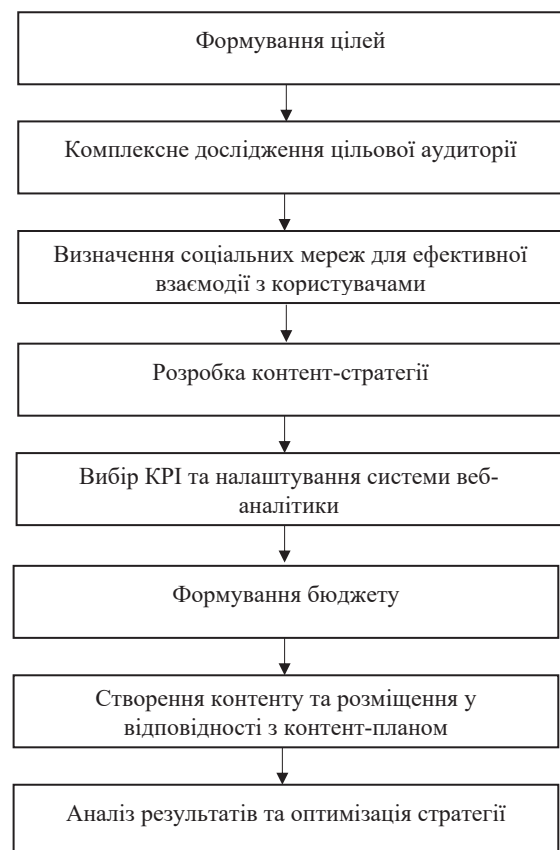 Формування цілей
Комплексне дослідження цільової аудиторії
Визначення соціальних мереж для ефективної
взаємодії з користувачами
Розробка контент-стратегії
Вибір КРІ та налаштування системи веб-
аналітики
Формування бюджету
Створення контенту та розміщення у
відповідності з контент-планом
Аналіз результатів та оптимізація стратегії